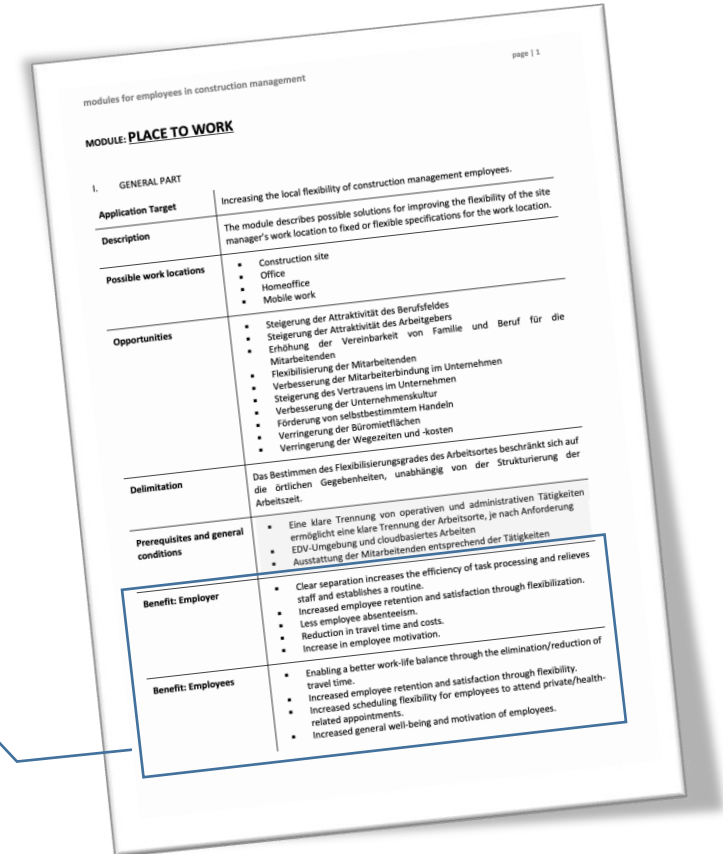 page | 1
modules for employees in construction management
MODULE: PLACE TO WORK
I. GENERAL PART
Application Target
Increasing the local flexibility of construction management employees.
Description
The module describes possible solutions for improving the flexibility of the site
manager's work location to fixed or flexible specifications for the work location.
Possible work locations
▪ Construction site
▪ Office
▪ Homeoffice
▪ Mobile work
Opportunities
▪ Steigerung der Attraktivität des Berufsfeldes
▪ Steigerung der Attraktivität des Arbeitgebers
▪ Erhöhung der Vereinbarkeit von Familie und Beruf für die
Mitarbeitenden
▪ Flexibilisierung der Mitarbeitenden
▪ Verbesserung der Mitarbeiterbindung im Unternehmen
▪ Steigerung des Vertrauens im Unternehmen
▪ Verbesserung der Unternehmenskultur
▪ Förderung von selbstbestimmtem Handeln
▪ Verringerung der Büromietflächen
▪ Verringerung der Wegezeiten und -kosten
Delimitation
Das Bestimmen des Flexibilisierungsgrades des Arbeitsortes beschränkt sich auf
die örtlichen Gegebenheiten, unabhängig von der Strukturierung der
Arbeitszeit.
Prerequisites and general
conditions
▪ Eine klare Trennung von operativen und administrativen Tätigkeiten
ermöglicht eine klare Trennung der Arbeitsorte, je nach Anforderung
▪ EDV-Umgebung und cloudbasiertes Arbeiten
▪ Ausstattung der Mitarbeitenden entsprechend der Tätigkeiten
Benefit: Employer
▪ Clear separation increases the efficiency of task processing and relieves
staff and establishes a routine.
▪ Increased employee retention and satisfaction through flexibilization.
▪ Less employee absenteeism.
▪ Reduction in travel time and costs.
▪ Increase in employee motivation.
Benefit: Employees
▪ Enabling a better work-life balance through the elimination/reduction of
travel time.
▪ Increased employee retention and satisfaction through flexibility.
▪ Increased scheduling flexibility for employees to attend private/health-
related appointments.
▪ Increased general well-being and motivation of employees.